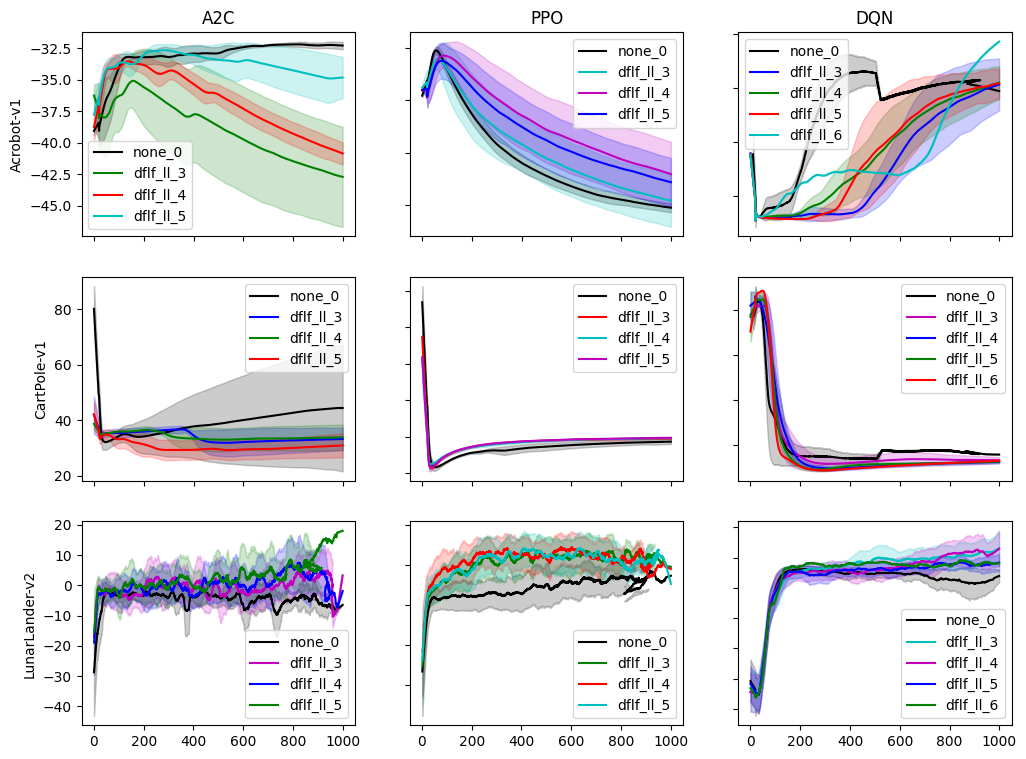 A2C
PPO
DQN
Acrobot-v1
−32.5
−35.0
−37.5
−40.0
−42.5
−45.0
none_0
dflf_ll_3
dflf_ll_4
dflf_ll_5
none_0
dflf_ll_3
dflf_ll_4
dflf_ll_5
none_0
dflf_ll_3
dflf_ll_4
dflf_ll_5
dflf_ll_6
CartPole-v1
80
60
40
20
none_0
dflf_ll_3
dflf_ll_4
dflf_ll_5
none_0
dflf_ll_3
dflf_ll_4
dflf_ll_5
none_0
dflf_ll_3
dflf_ll_4
dflf_ll_5
dflf_ll_6
LunarLander-v2
20
10
0
−10
−20
−30
−40
none_0
dflf_ll_3
dflf_ll_4
dflf_ll_5
none_0
dflf_ll_3
dflf_ll_4
dflf_ll_5
none_0
dflf_ll_3
dflf_ll_4
dflf_ll_5
dflf_ll_6
0 200 400 600 800 1000
0 200 400 600 800 1000
0 200 400 600 800 1000